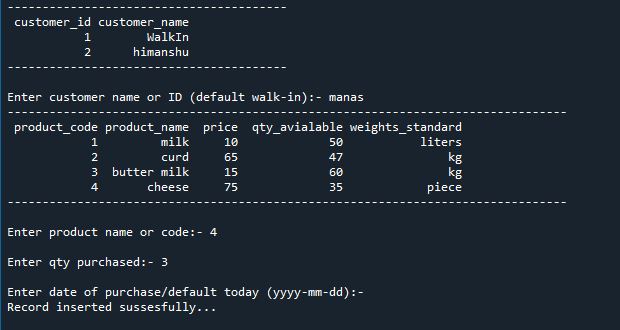 ----------------------------------------
customer_id customer_name
1 WalkIn
2 himanshu
----------------------------------------
Enter customer name or ID (default walk-in):- manas
--------------------------------------------------------------------------------
product_code product_name price qty_avialable weights_standard
1 milk 10 50 liters
2 curd 65 47 kg
3 butter milk 15 60 kg
4 cheese 75 35 piece
--------------------------------------------------------------------------------
Enter product name or code:- 4
Enter qty purchased:- 3
Enter date of purchase/default today (yyyy-mm-dd):-
Record inserted sussesfully...